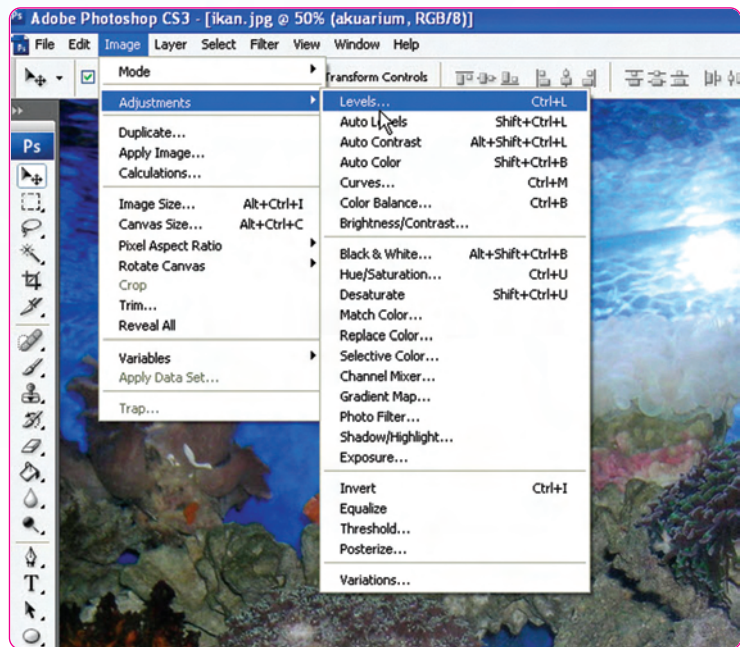 Adobe Photoshop CS3 - [ikan.jpg @ 50% (akuarium, RGB/8)]
File Edit Image Layer Select Filter View Window Help
Transform Controls
Mode
Adjustments
Duplicate...
Apply Image...
Calculations...
Image Size... Alt+Ctrl+I
Canvas Size... Alt+Ctrl+C
Pixel Aspect Ratio
Rotate Canvas
Crop
Trim...
Reveal All
Variables
Apply Data Set...
Trap...
Levels... Ctrl+L
Auto Levels Shift+Ctrl+L
Auto Contrast Alt+Shift+Ctrl+L
Auto Color Shift+Ctrl+B
Curves... Ctrl+M
Color Balance... Ctrl+B
Brightness/Contrast...
Black & White... Alt+Shift+Ctrl+B
Hue/Saturation... Ctrl+U
Desaturate Shift+Ctrl+U
Match Color...
Replace Color...
Selective Color...
Channel Mixer...
Gradient Map...
Photo Filter...
Shadow/Highlight...
Exposure...
Invert Ctrl+I
Equalize
Threshold...
Posterize...
Variations...
Ps
T